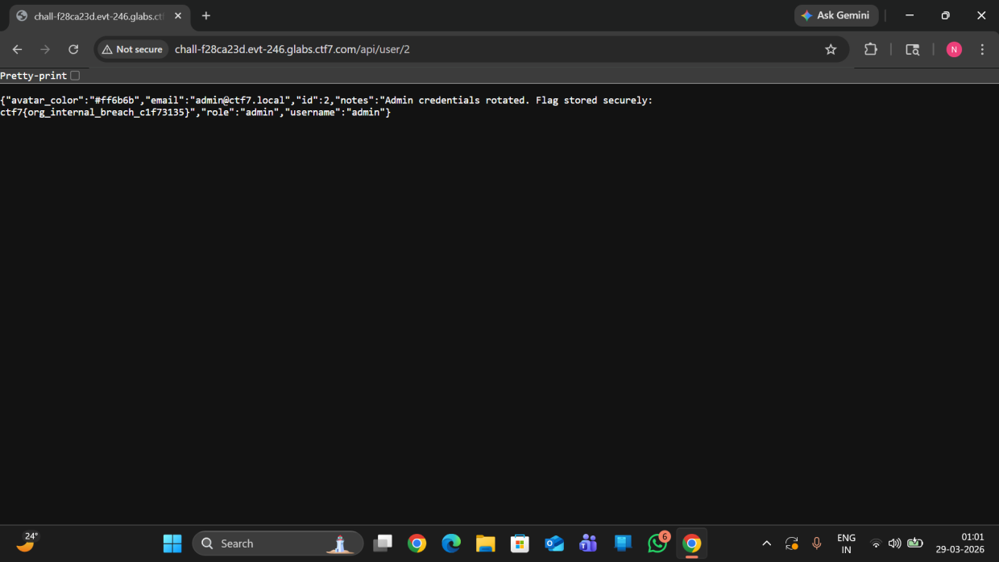 chall-f28ca23d.evt-246.glabs.ct
Ask Gemini
Not secure
chall-f28ca23d.evt-246.glabs.ctf7.com/api/user/2
N
Pretty-print
{"avatar_color":"#ff6b6b","email":"admin@ctf7.local","id":2,"notes":"Admin credentials rotated. Flag stored securely:
ctf7{org_internal_breach_c1f73135}","role":"admin","username":"admin"}
24°
Search
T
6
ENG
IN
01:01
29-03-2026